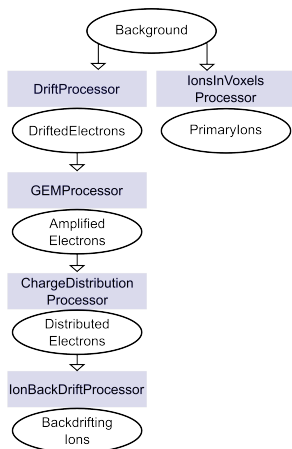 Background
DriftProcessor
IonsInVoxels
Processor
DriftedElectrons
PrimaryIons
GEMProcessor
Amplified
Electrons
ChargeDistribution
Processor
Distributed
Electrons
IonBackDriftProcessor
Backdrifting
Ions